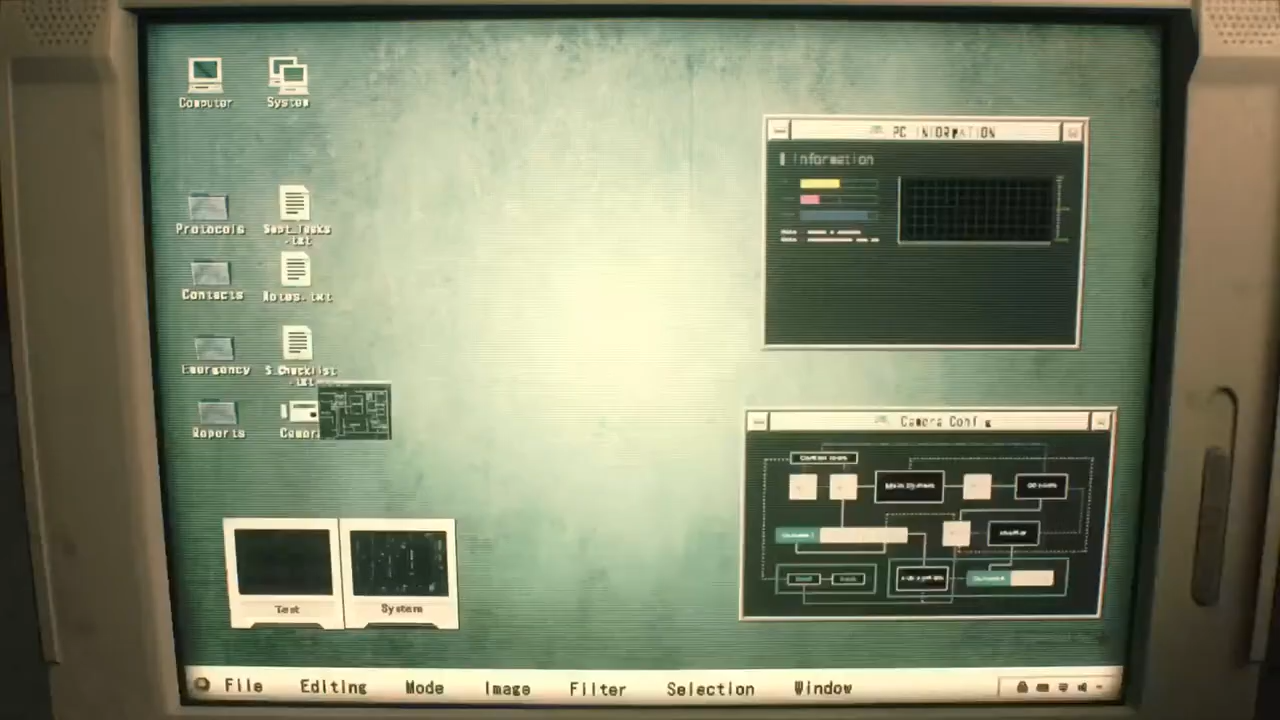 Computer
System
PC INFORMATION
Information
Protocols
Sept_Tasks
.txt
Contacts
Notes.txt
Emergency
S.Checklist
.txt
Reports
Camera Config
Main System
Test
System
File
Editing
Mode
Image
Filter
Selection
Window